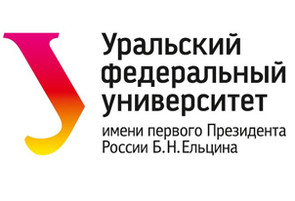 Уральский
федеральный
университет
имени первого Президента
России Б.Н.Ельцина